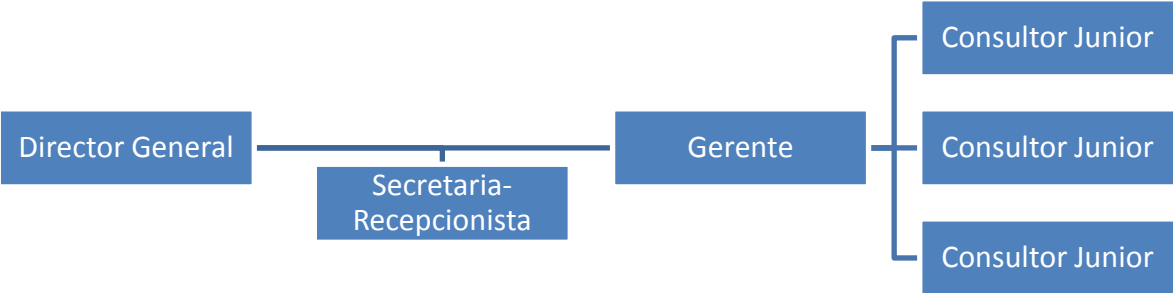 Director General
Secretaria-
Recepcionista
Gerente
Consultor Junior
Consultor Junior
Consultor Junior